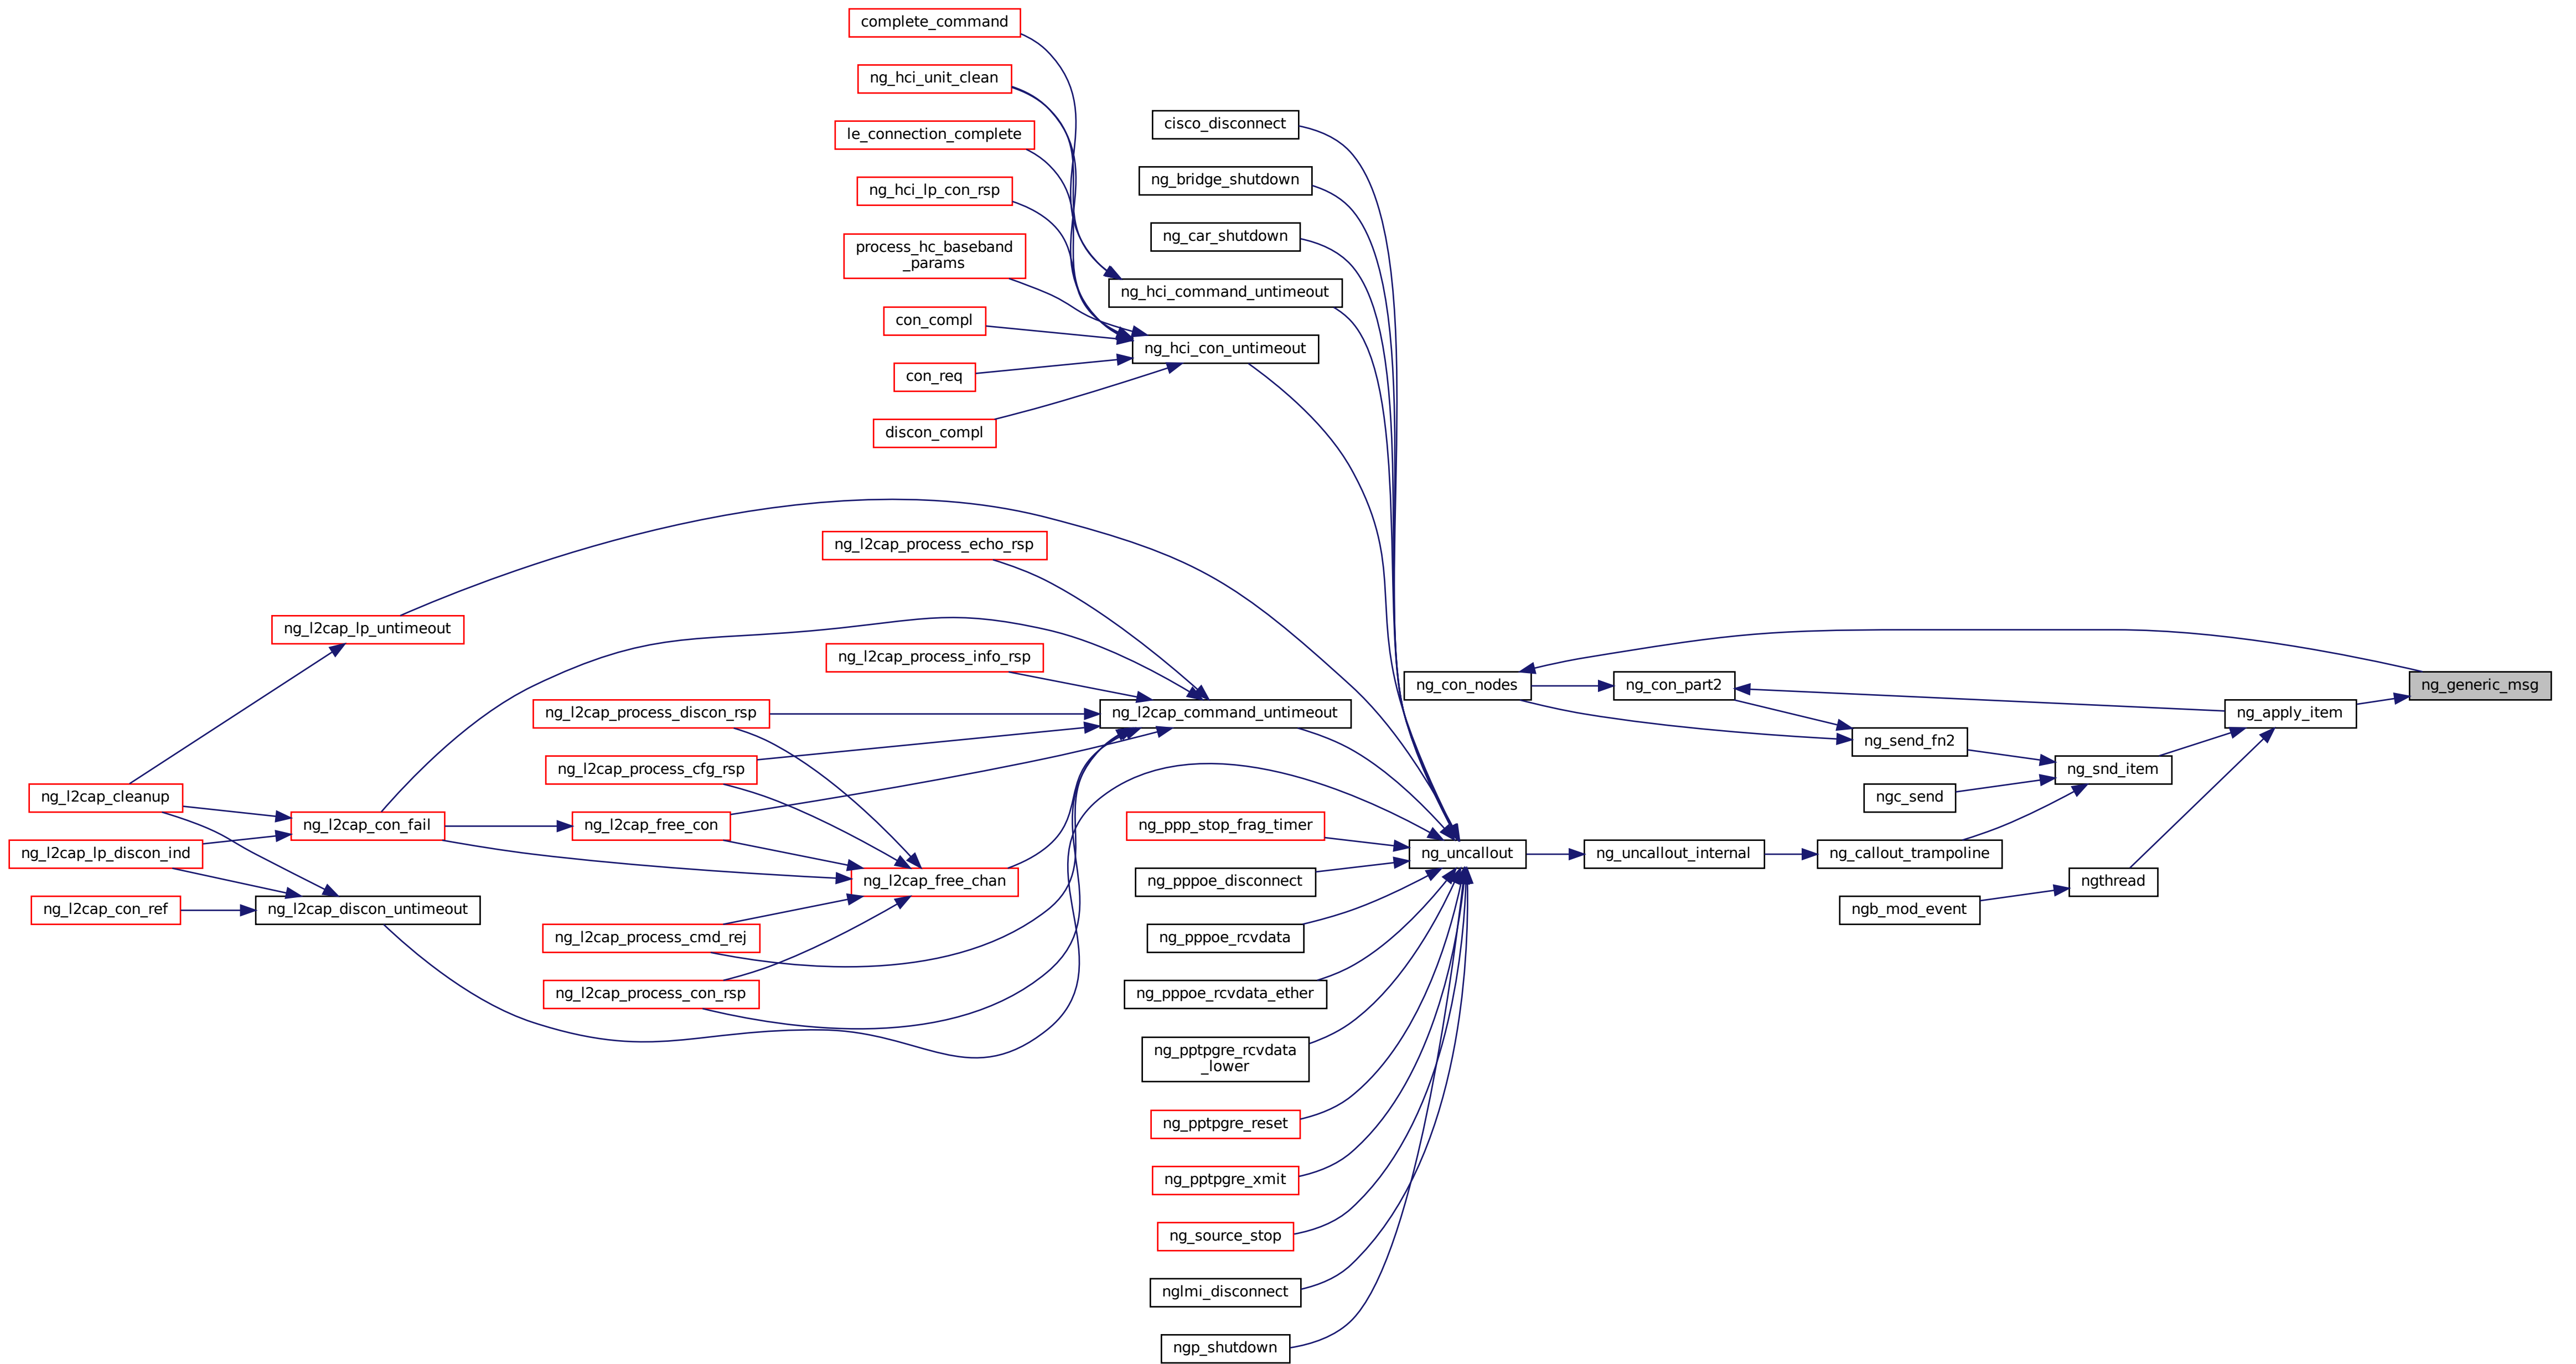 complete_command
ng_hci_unit_clean
cisco_disconnect
le_connection_complete
ng_bridge_shutdown
ng_hci_lp_con_rsp
ng_car_shutdown
process_hc_baseband
_params
ng_hci_command_untimeout
con_compl
ng_hci_con_untimeout
con_req
discon_compl
ng_l2cap_process_echo_rsp
ng_l2cap_lp_untimeout
ng_l2cap_process_info_rsp
ng_con_nodes
ng_con_part2
ng_generic_msg
ng_l2cap_process_discon_rsp
ng_l2cap_command_untimeout
ng_apply_item
ng_send_fn2
ng_l2cap_process_cfg_rsp
ng_snd_item
ng_l2cap_cleanup
ngc_send
ng_l2cap_con_fail
ng_l2cap_free_con
ng_ppp_stop_frag_timer
ng_l2cap_lp_discon_ind
ng_uncallout
ng_uncallout_internal
ng_callout_trampoline
ng_l2cap_free_chan
ng_pppoe_disconnect
ngthread
ng_l2cap_con_ref
ng_l2cap_discon_untimeout
ngb_mod_event
ng_l2cap_process_cmd_rej
ng_pppoe_rcvdata
ng_l2cap_process_con_rsp
ng_pppoe_rcvdata_ether
ng_pptpgre_rcvdata
_lower
ng_pptpgre_reset
ng_pptpgre_xmit
ng_source_stop
nglmi_disconnect
ngp_shutdown